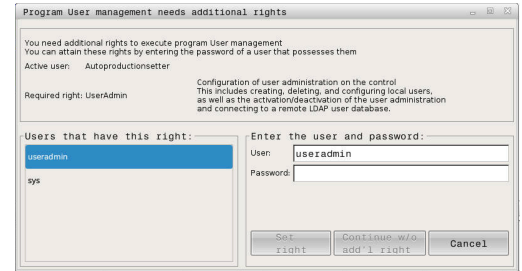 Program User management needs additional rights
You need additional rights to execute program User management
You can attain these rights by entering the password of a user that possesses them
Active user: Autoproductionsetter
Required right: UserAdmin
Configuration of user administration on the control
This includes creating, deleting, and configuring local users,
as well as the activation/deactivation of the user administration
and connecting to a remote LDAP user database.
Users that have this right:
useradmin
sys
Enter the user and password:
User: useradmin
Password:
Set
right
Continue w/o
add'l right
Cancel